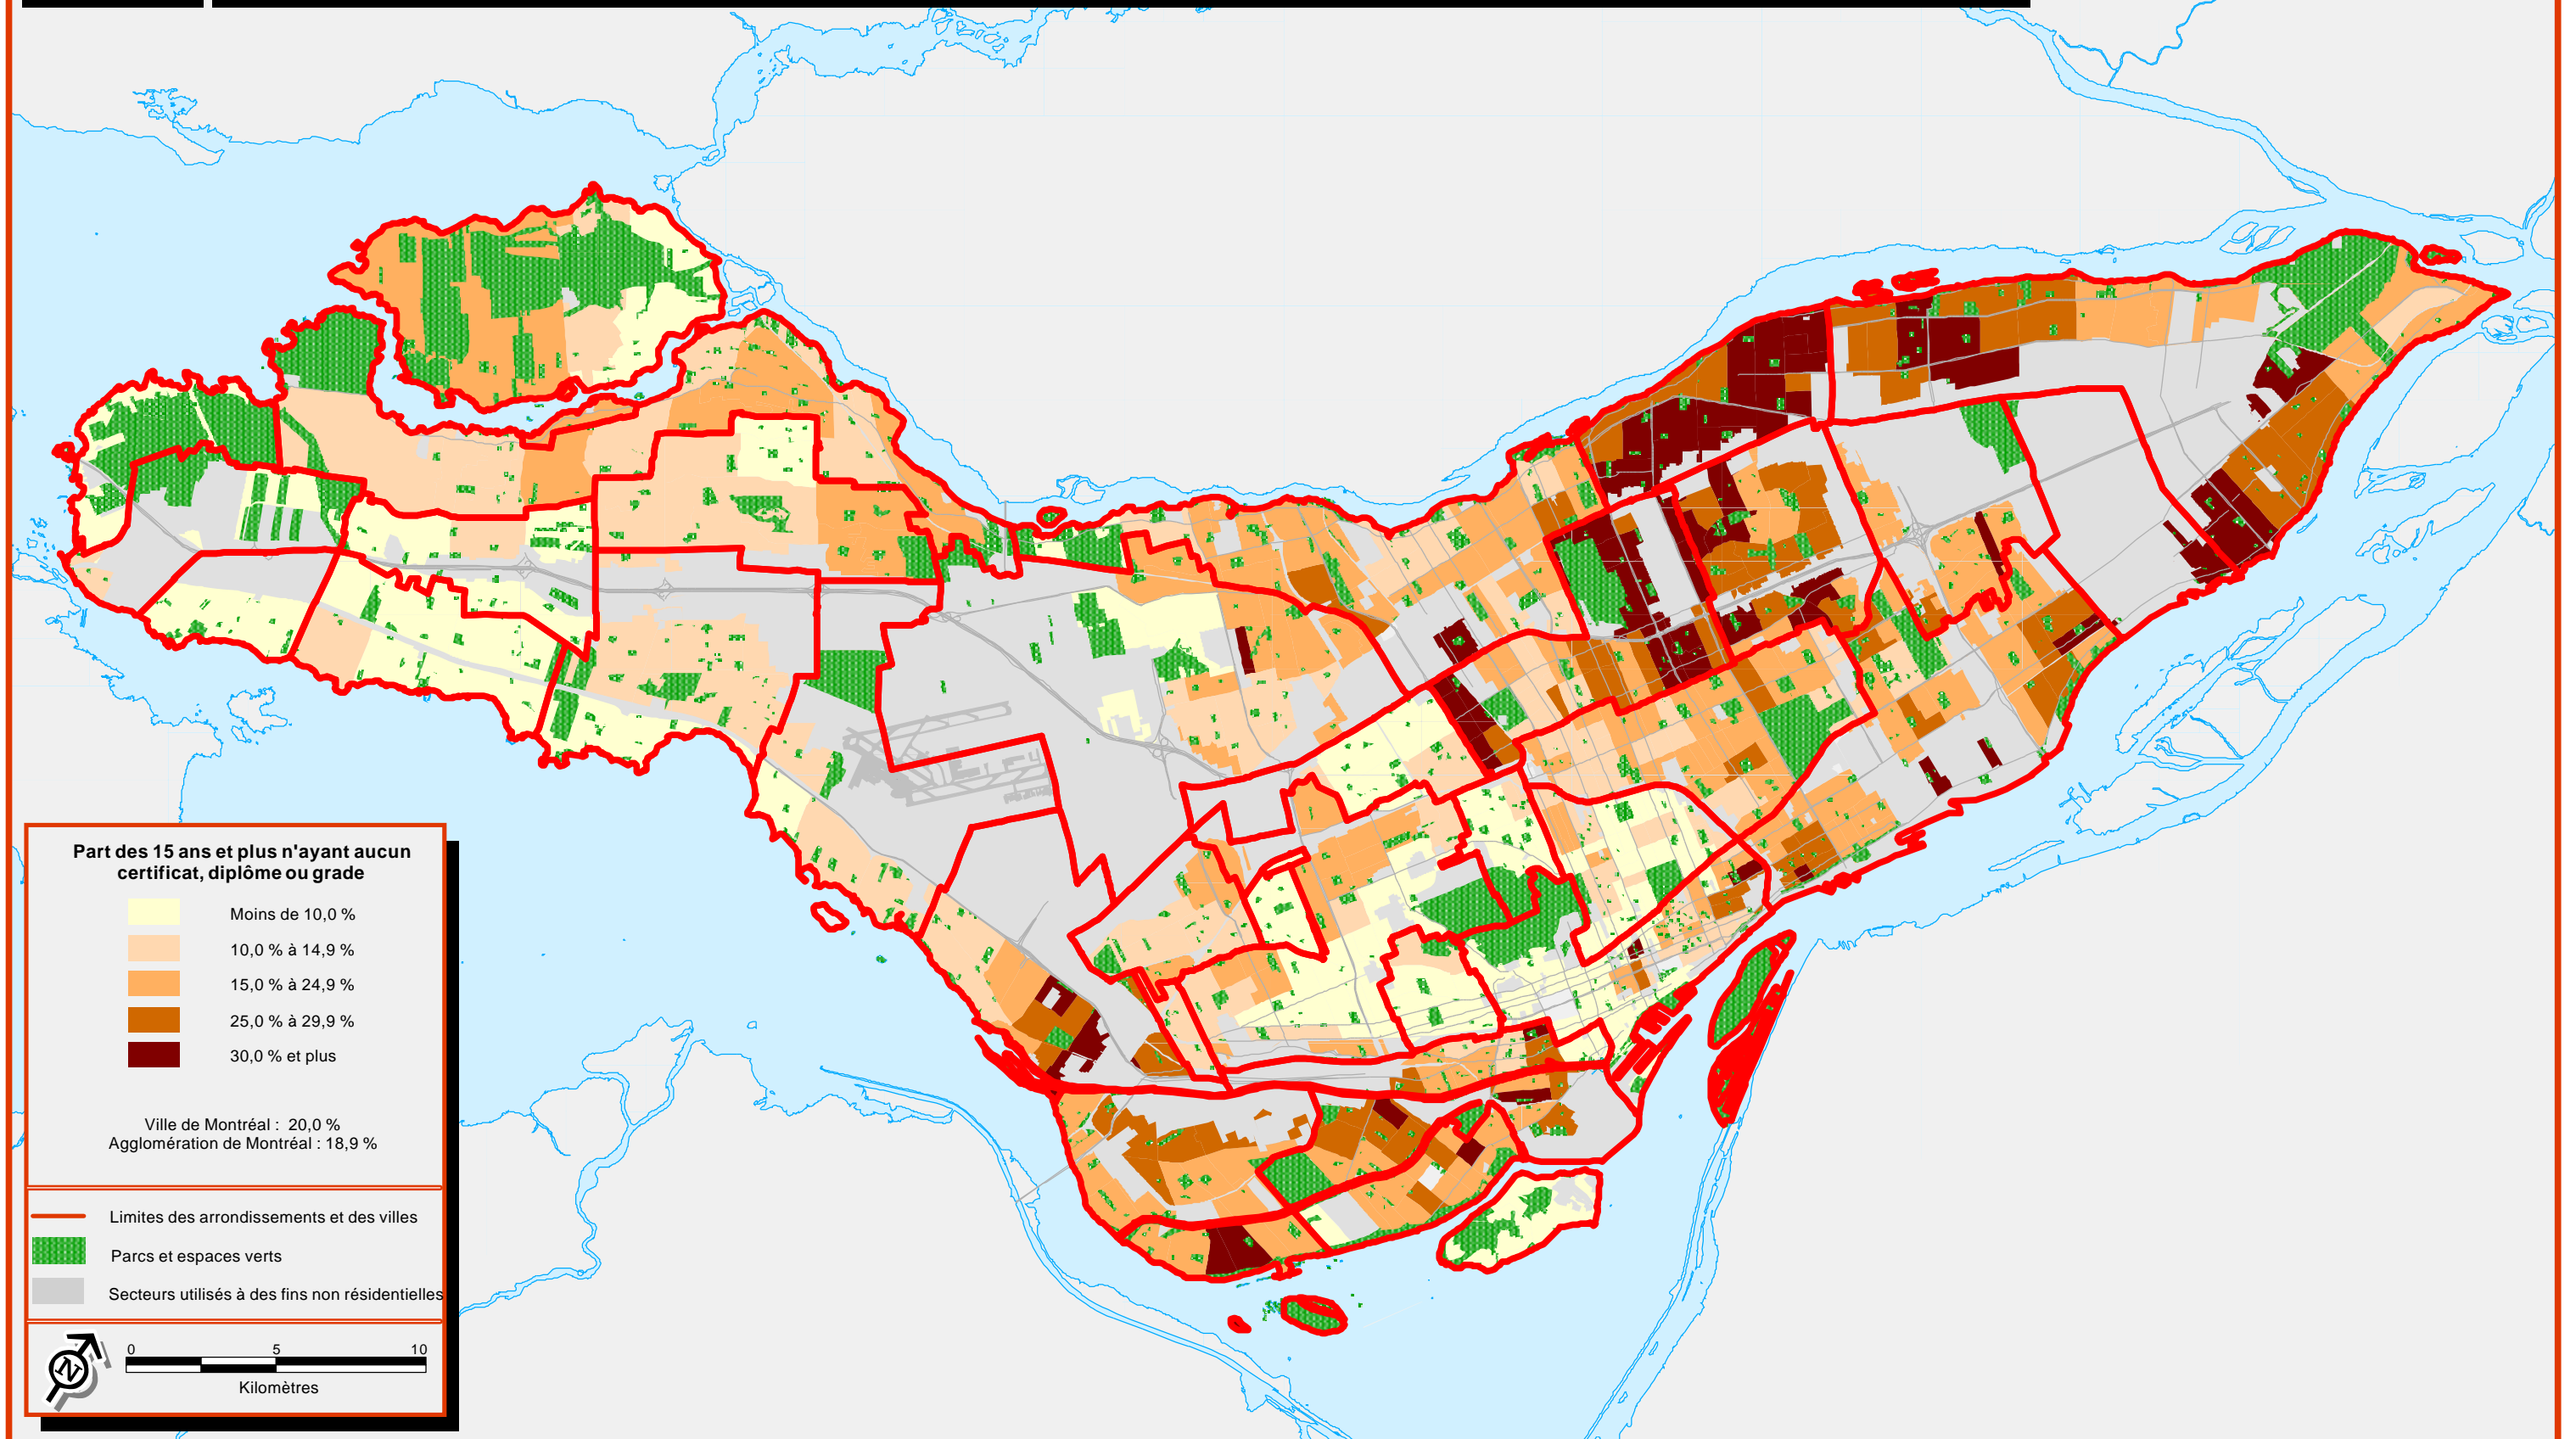 Part des 15 ans et plus n'ayant aucun
certificat, diplôme ou grade
Moins de 10,0 %
10,0 % à 14,9 %
15,0 % à 24,9 %
25,0 % à 29,9 %
30,0 % et plus
Ville de Montréal : 20,0 %
Agglomération de Montréal : 18,9 %
Limites des arrondissements et des villes
Parcs et espaces verts
Secteurs utilisés à des fins non résidentielles
N
0 5 10
Kilomètres